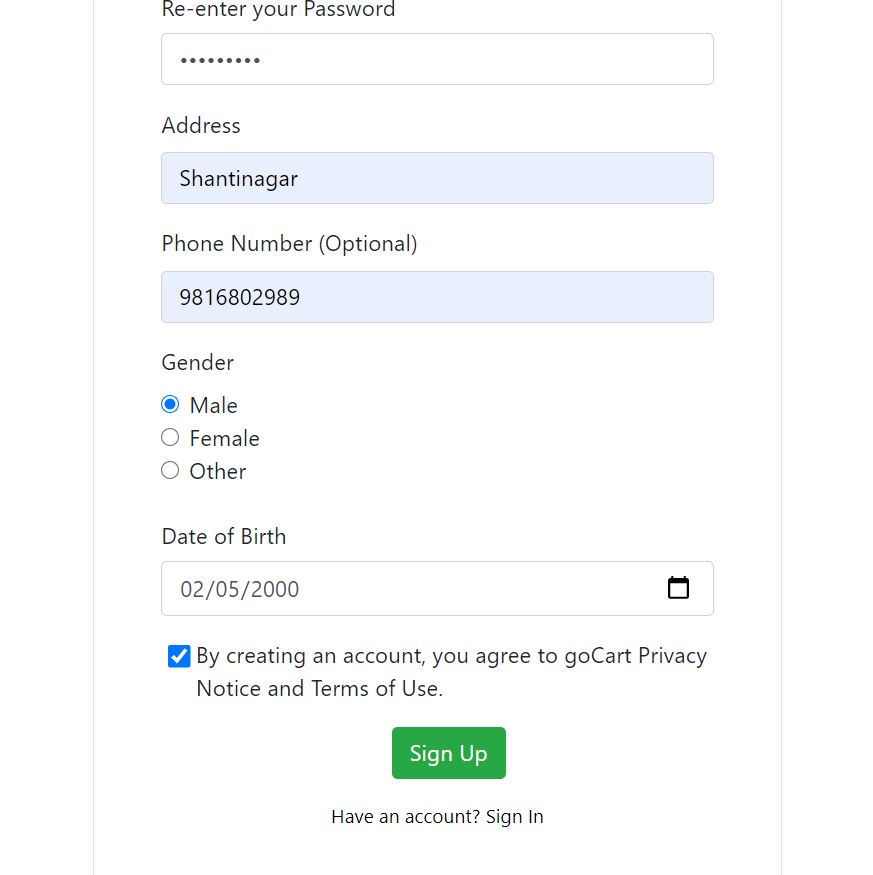 Re-enter your Password
•••••••••
Address
Shantinagar
Phone Number (Optional)
9816802989
Gender
Male
Female
Other
Date of Birth
02/05/2000
By creating an account, you agree to goCart Privacy
Notice and Terms of Use.
Sign Up
Have an account? Sign In